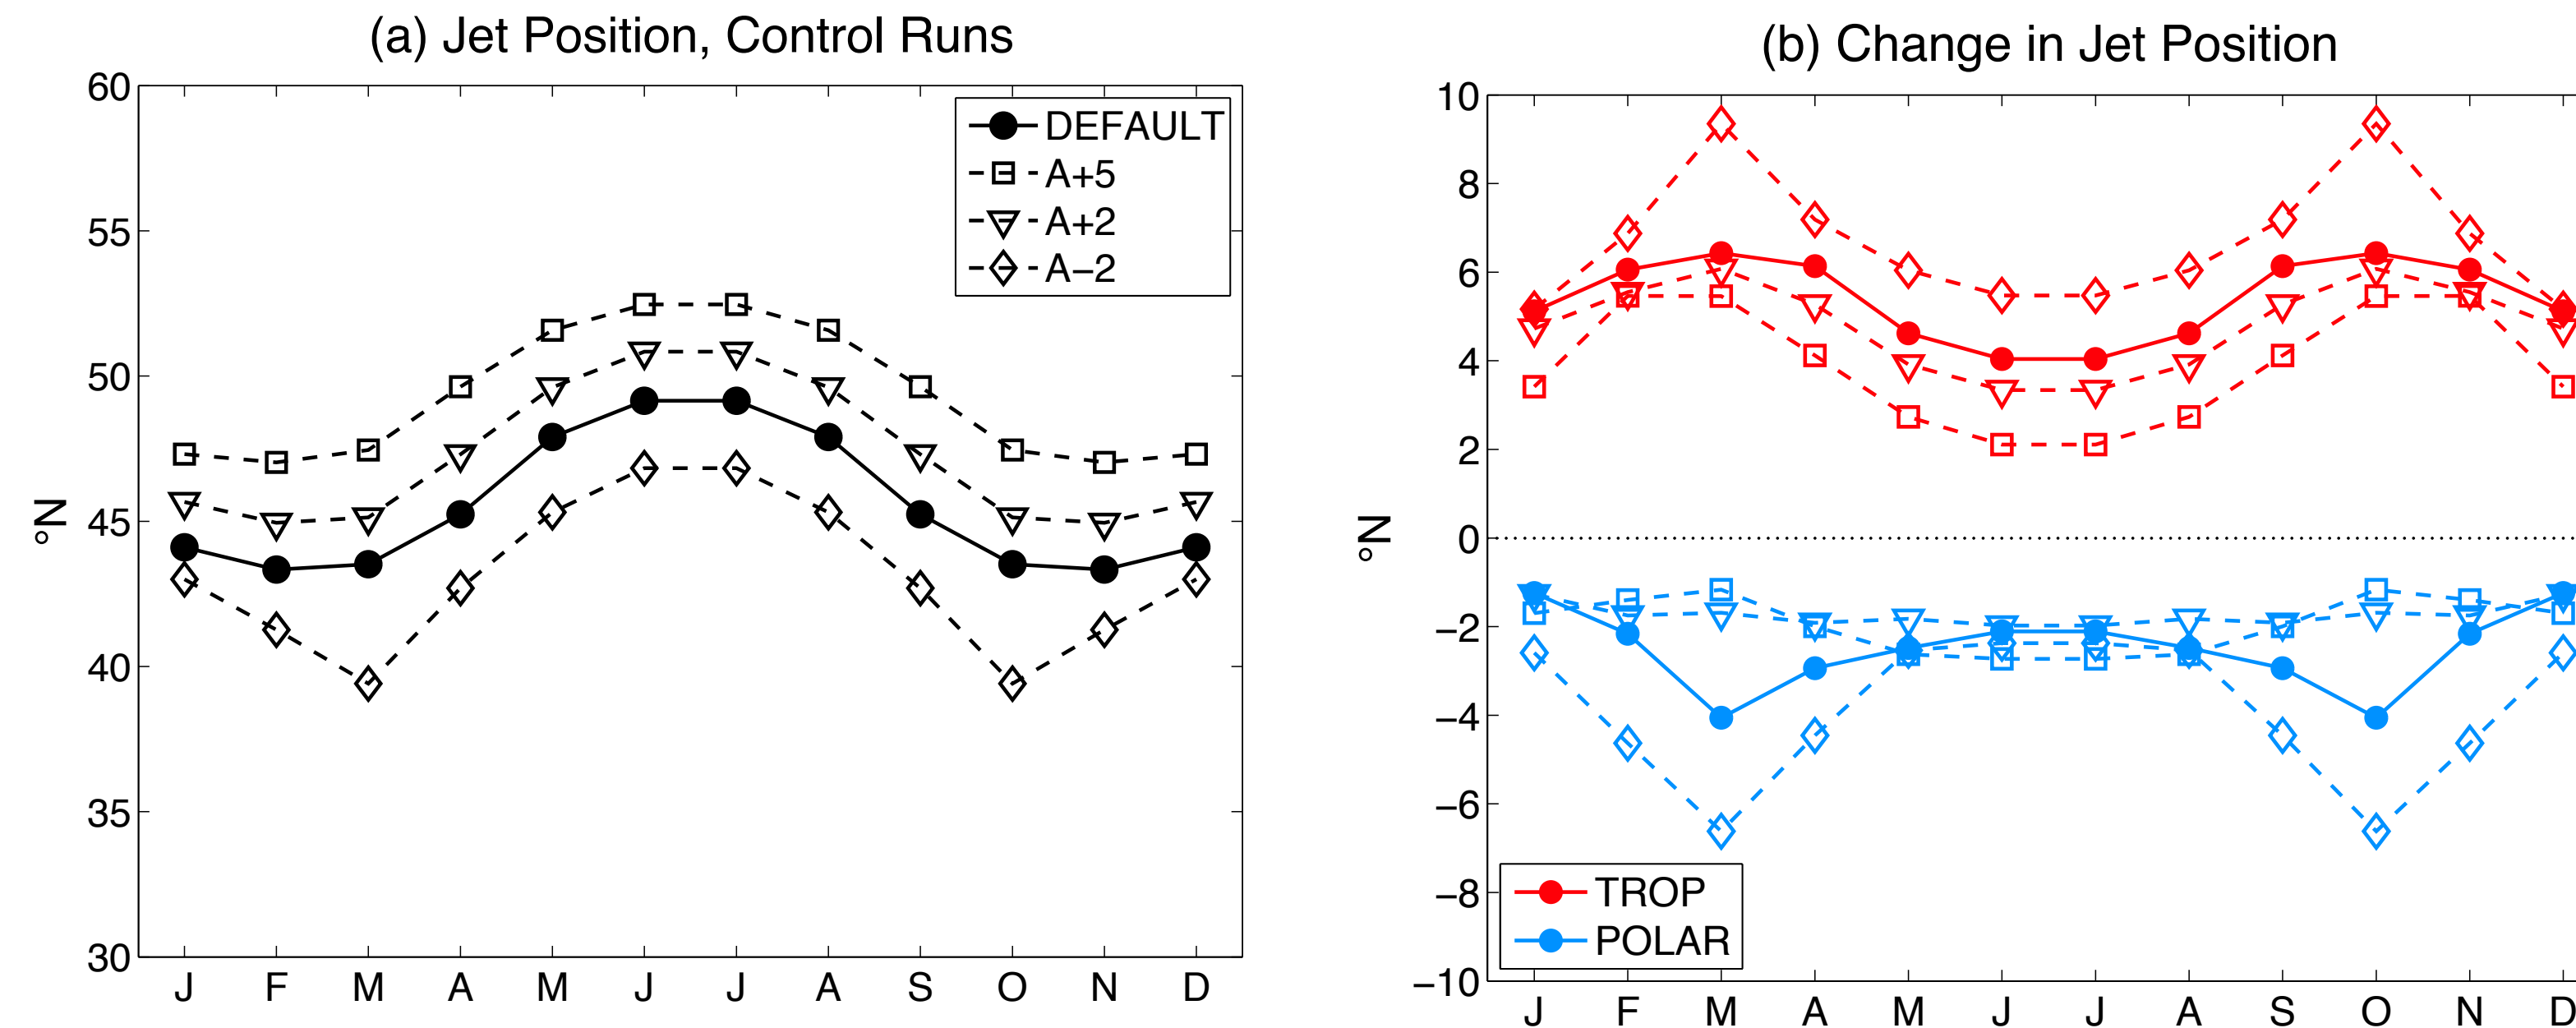 (a) Jet Position, Control Runs
60
55
50
45
40
35
30
°N
DEFAULT
A+5
A+2
A−2
J F M A M J J A S O N D
(b) Change in Jet Position
10
8
6
4
2
0
−2
−4
−6
−8
−10
°N
TROP
POLAR
J F M A M J J A S O N D